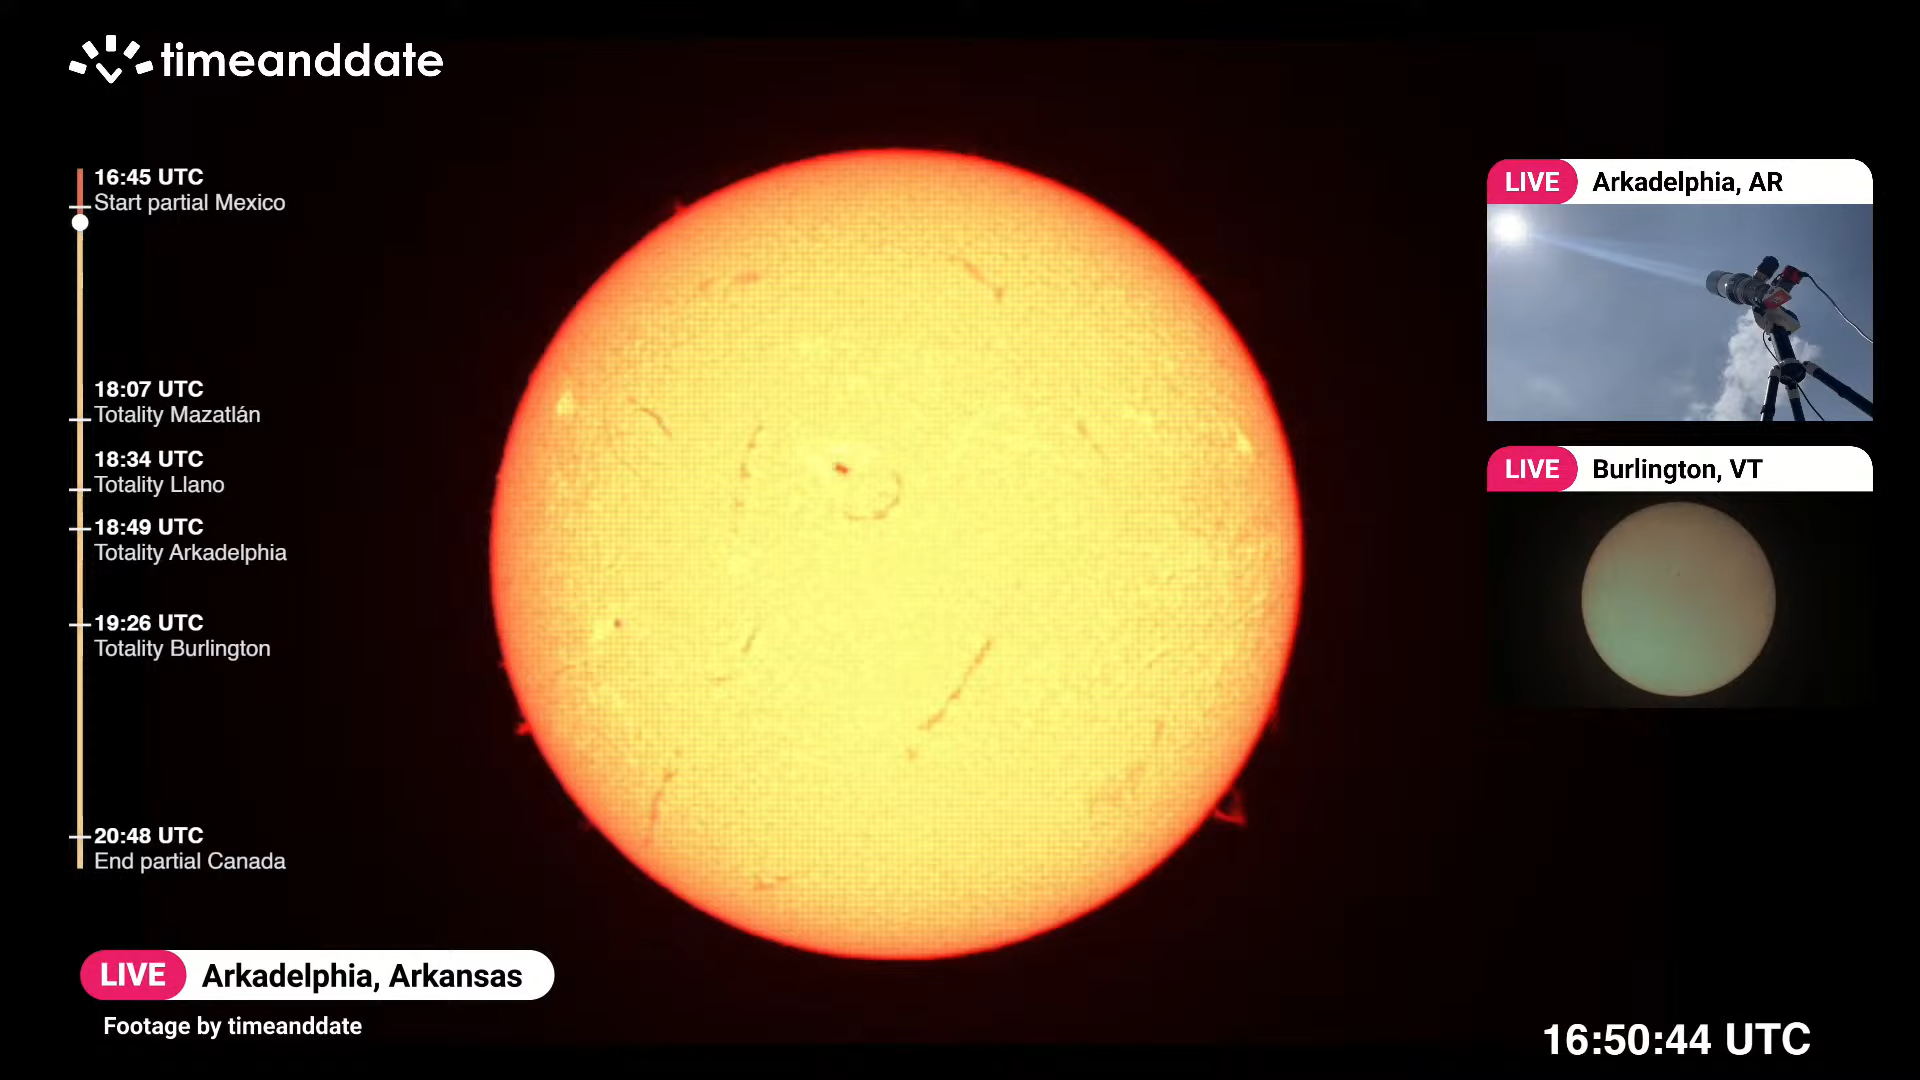 timeanddate
16:45 UTC
Start partial Mexico
18:07 UTC
Totality Mazatlán
18:34 UTC
Totality Llano
18:49 UTC
Totality Arkadelphia
19:26 UTC
Totality Burlington
20:48 UTC
End partial Canada
LIVE Arkadelphia, AR
LIVE Burlington, VT
LIVE Arkadelphia, Arkansas
Footage by timeanddate
16:50:44 UTC